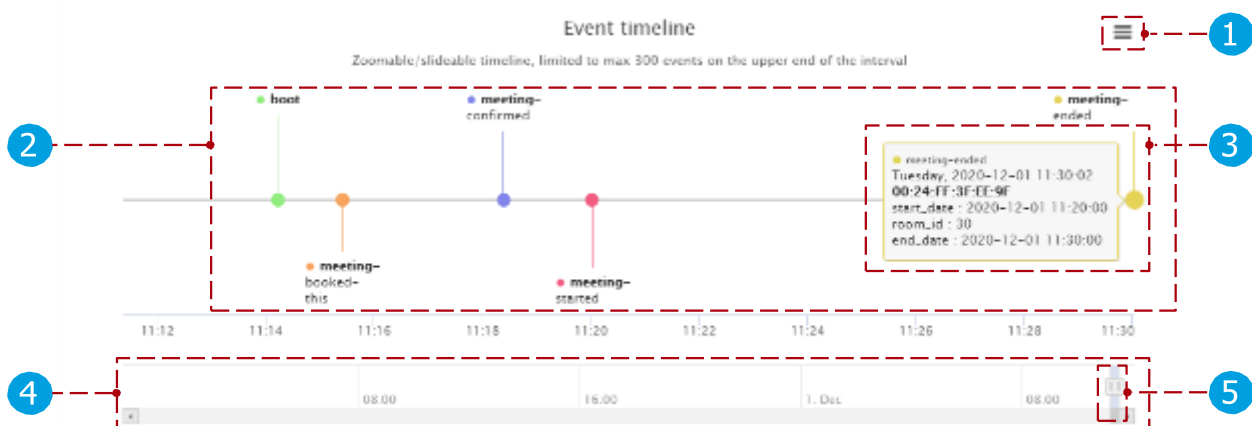 Event timeline
1
Zoomable/slideable timeline, limited to max 300 events on the upper end of the interval
boot
meeting-
confirmed
meeting-
ended
2
3
meeting-ended
Tuesday, 2020-12-01 11:30:02
00:24-FF-3F-EE-9F
start_date : 2020-12-01 11:20:00
room_id : 30
end_date : 2020-12-01 11:30:00
meeting-
booked-
this
meeting-
started
11:12 11:14 11:16 11:18 11:20 11:22 11:24 11:26 11:28 11:30
4
08:00 16:00 1. Dec 08:00
5